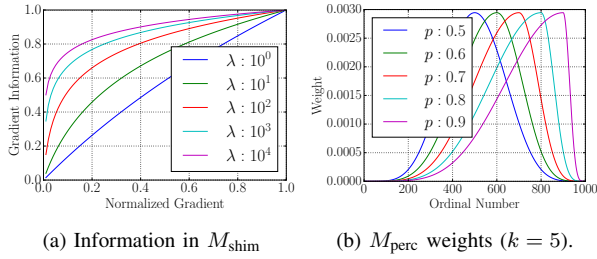 1.0
0.8
0.6
0.4
0.2
0.0
Gradient Information
0.0 0.2 0.4 0.6 0.8 1.0
Normalized Gradient
λ : 10⁰
λ : 10¹
λ : 10²
λ : 10³
λ : 10⁴
(a) Information in M_shim
0.0030
0.0025
0.0020
0.0015
0.0010
0.0005
0.0000
Weight
0 200 400 600 800 1000
Ordinal Number
p : 0.5
p : 0.6
p : 0.7
p : 0.8
p : 0.9
(b) M_perc weights (k = 5).